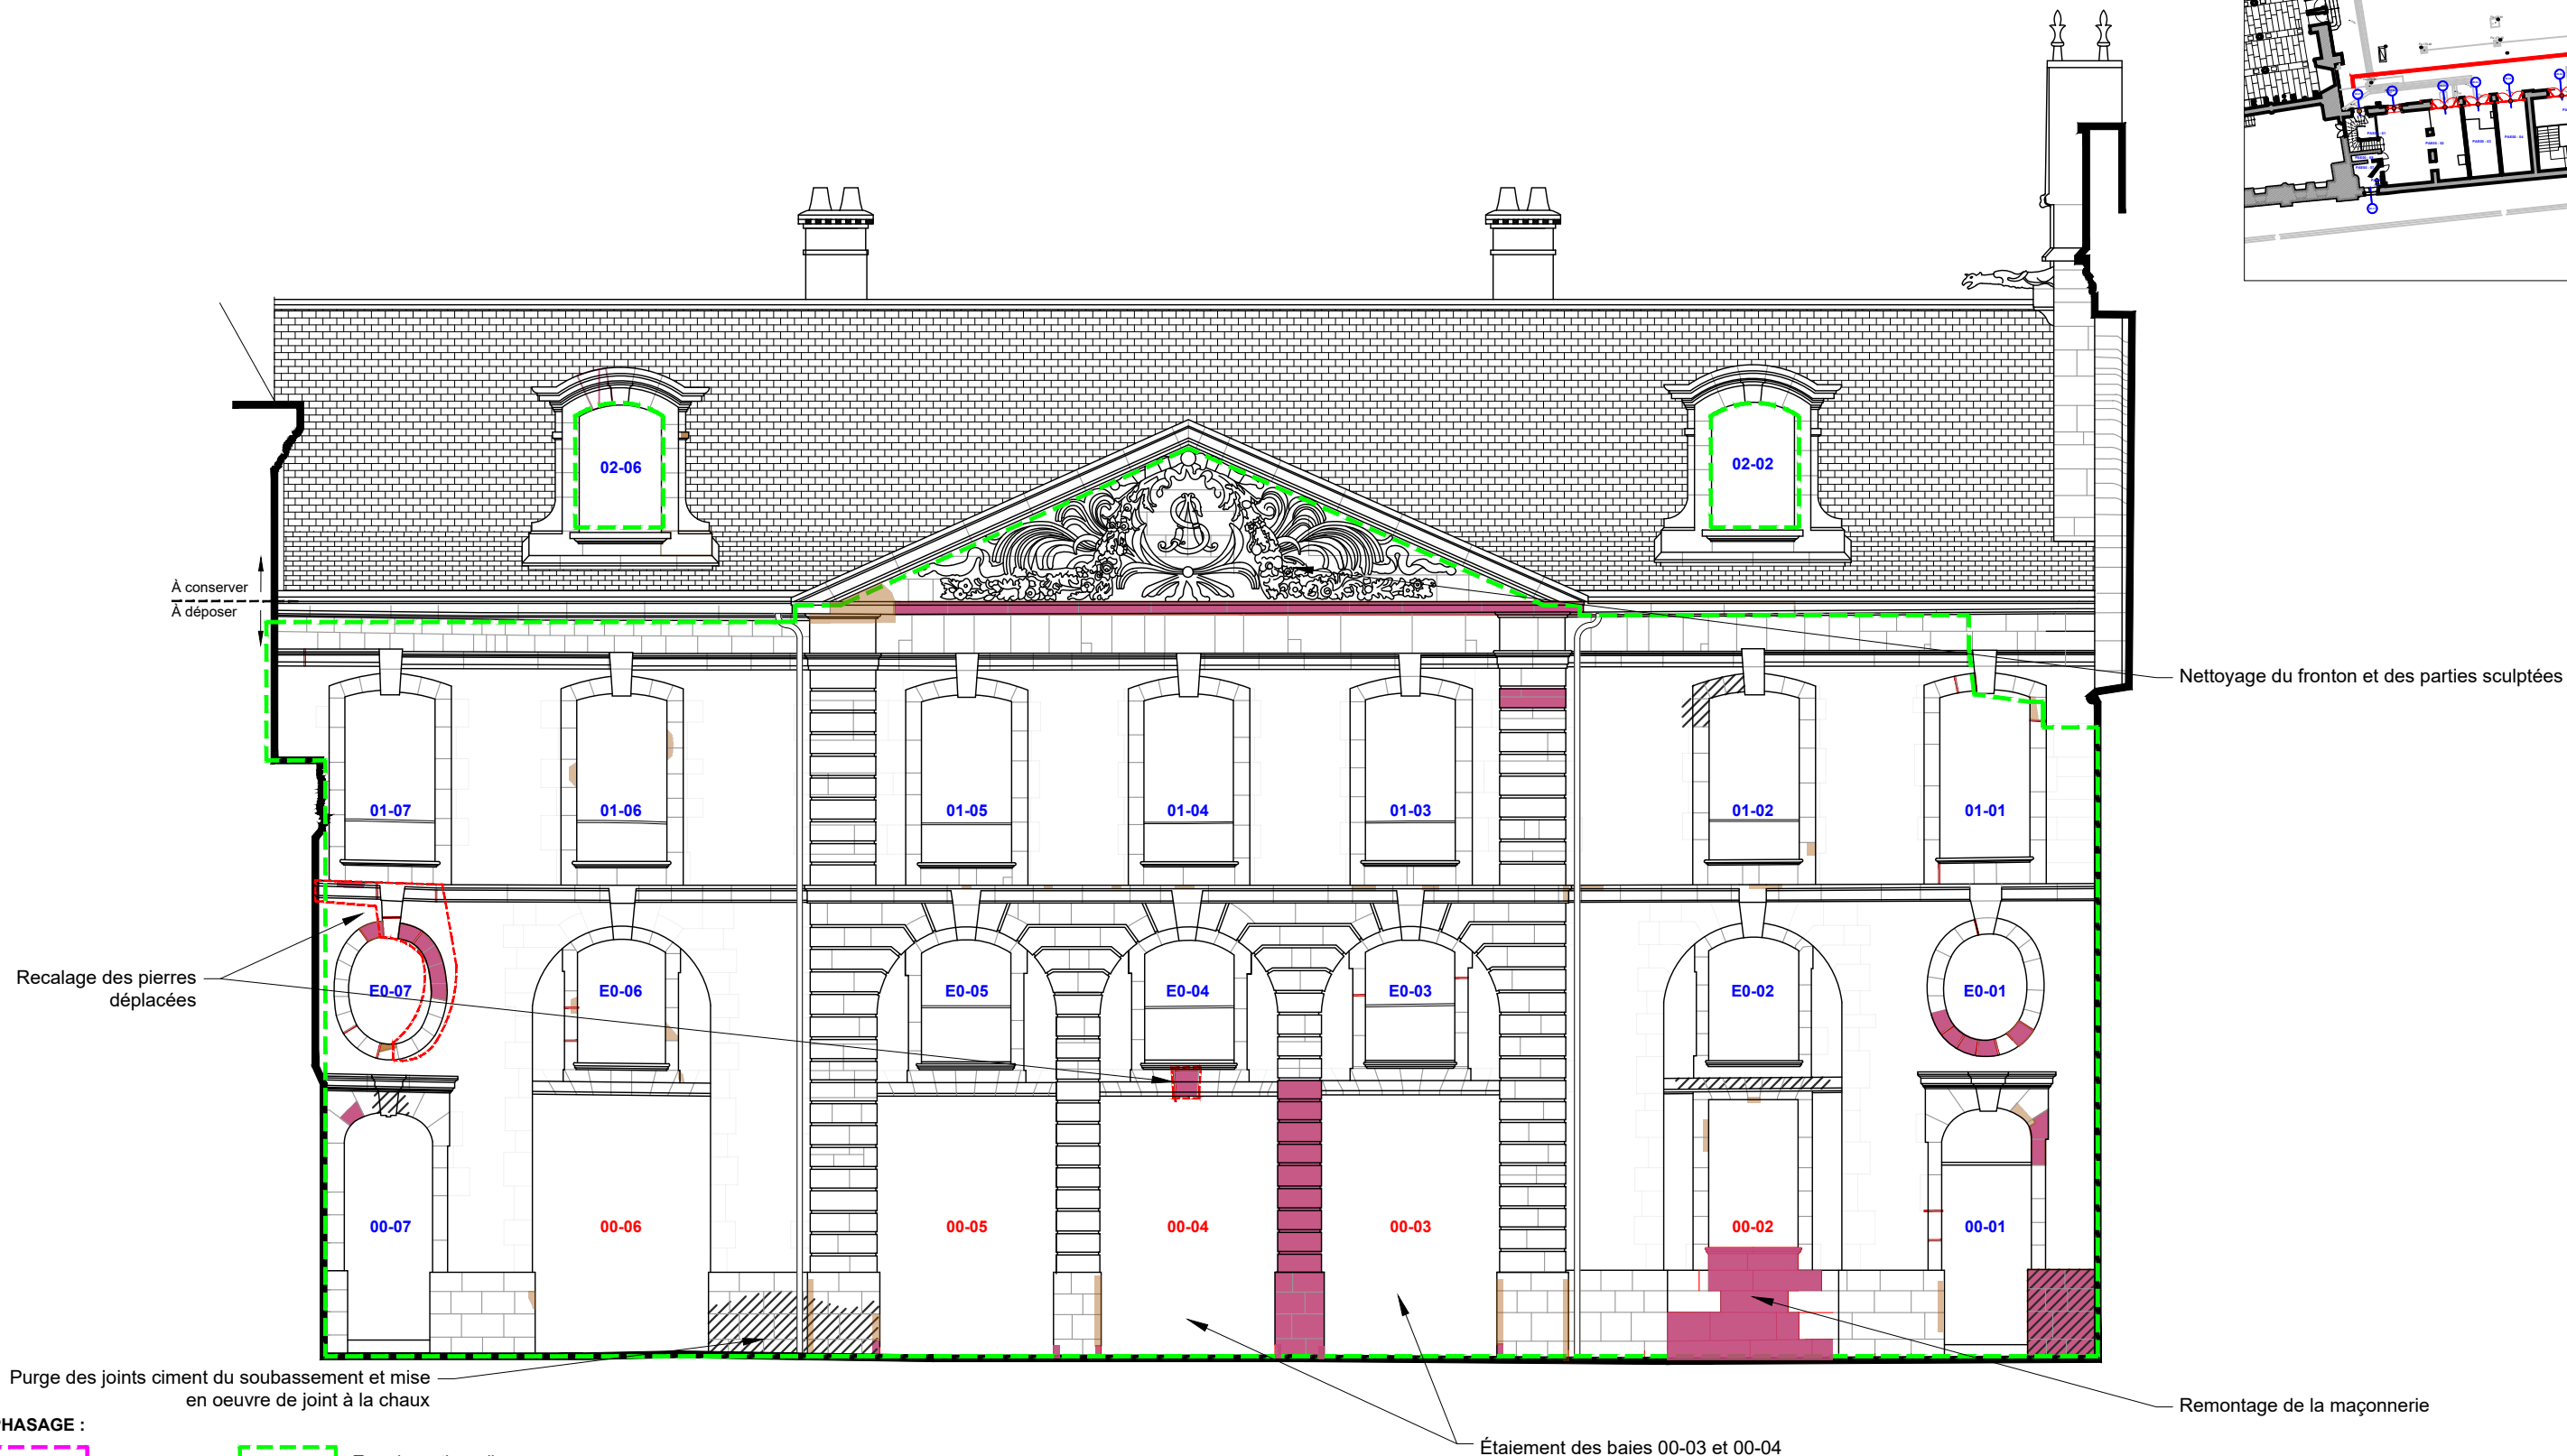 02-06
02-02
À conserver
À déposer
Nettoyage du fronton et des parties sculptées
01-07
01-06
01-05
01-04
01-03
01-02
01-01
Recalage des pierres
déplacées
E0-07
E0-06
E0-05
E0-04
E0-03
E0-02
E0-01
00-07
00-06
00-05
00-04
00-03
00-02
00-01
Purge des joints ciment du soubassement et mise
en oeuvre de joint à la chaux
Remontage de la maçonnerie
Étaiement des baies 00-03 et 00-04
PHASAGE :